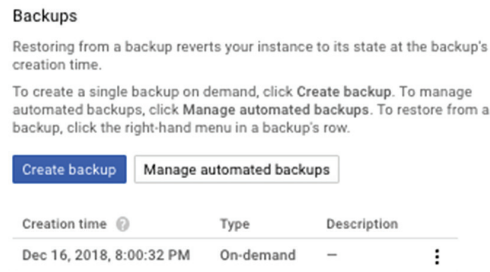 Backups
Restoring from a backup reverts your instance to its state at the backup's
creation time.
To create a single backup on demand, click Create backup. To manage
automated backups, click Manage automated backups. To restore from a
backup, click the right-hand menu in a backup's row.
Create backup Manage automated backups
Creation time ? Type Description
Dec 16, 2018, 8:00:32 PM On-demand —